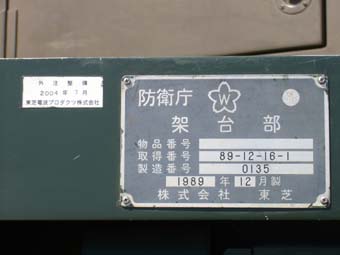 外注整備
2004年7月
東芝電波プロダクツ株式会社
防衛庁 W
架台部
物品番号
取得番号 89-12-16-1
製造番号 0135
1989 年 12 月製
株式会社 東芝